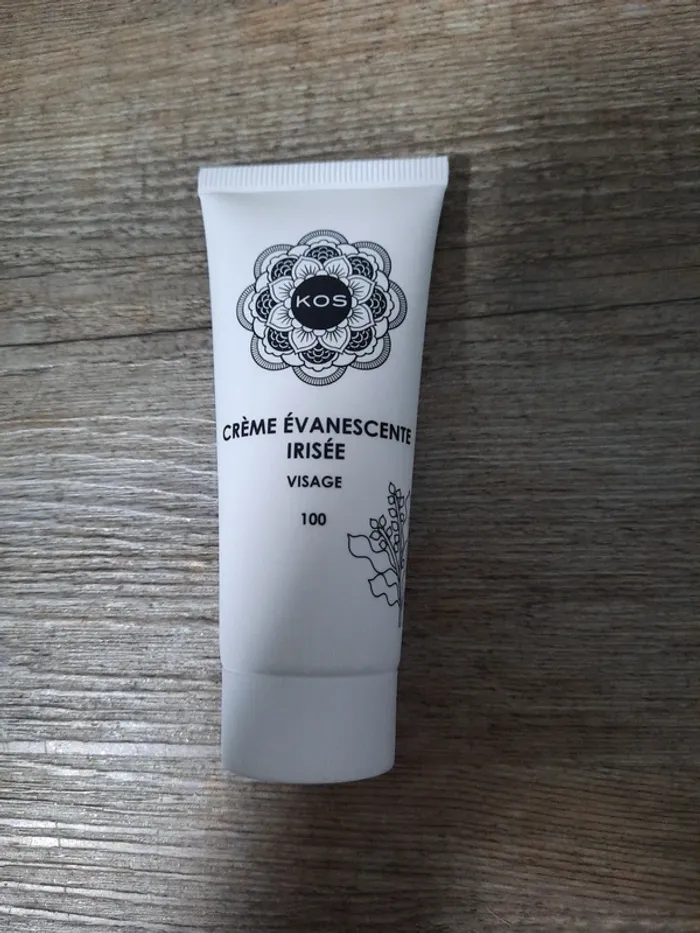 KOS
CRÈME ÉVANESCENTE
IRISÉE
VISAGE
100